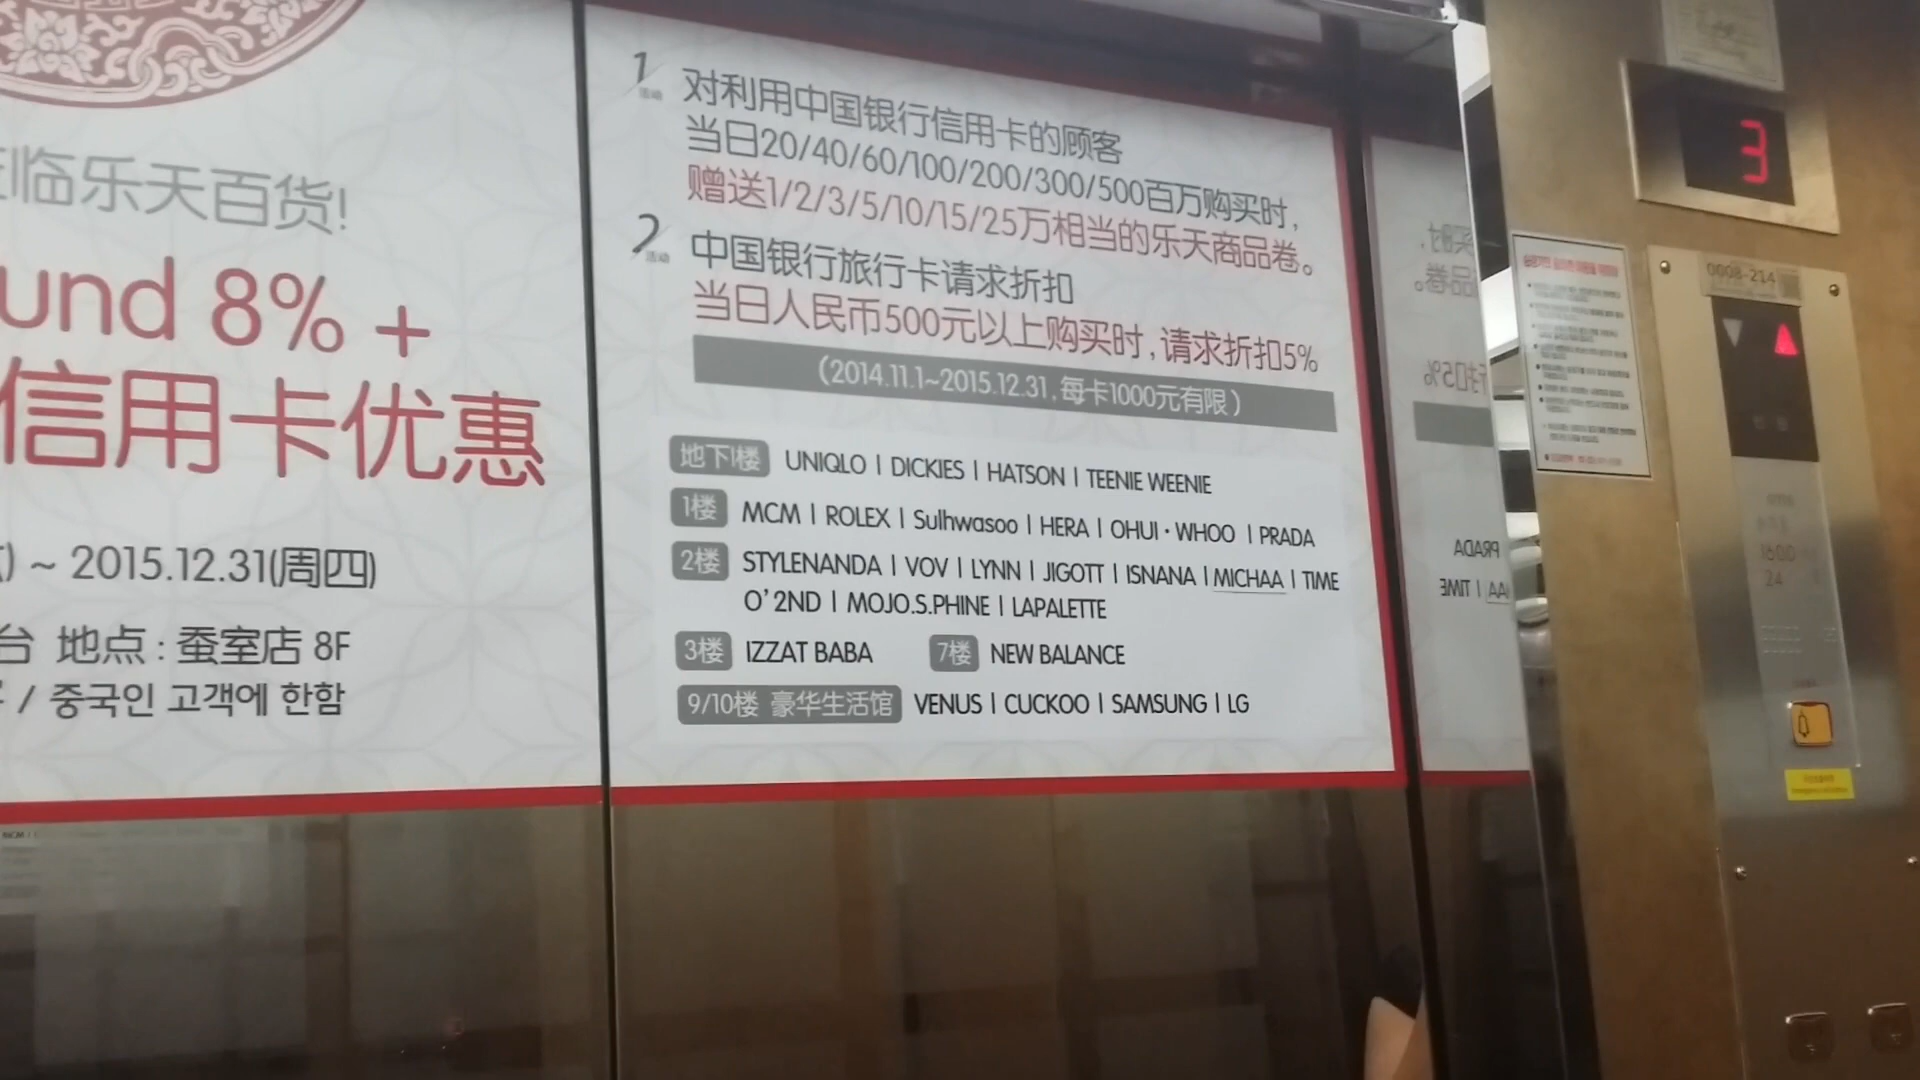 临乐天百货!
und 8% +
信用卡优惠
) ~ 2015.12.31(周四)
台 地点 : 蚕室店 8F
/ 중국인 고객에 한함
1 活动
对利用中国银行信用卡的顾客
当日20/40/60/100/200/300/500百万购买时,
赠送1/2/3/5/10/15/25万相当的乐天商品卷。
2 活动
中国银行旅行卡请求折扣
当日人民币500元以上购买时,请求折扣5%
(2014.11.1~2015.12.31,每卡1000元有限)
地下1楼 UNIQLO | DICKIES | HATSON | TEENIE WEENIE
1楼 MCM | ROLEX | Sulhwasoo | HERA | OHUI·WHOO | PRADA
2楼 STYLENANDA | VOV | LYNN | JIGOTT | ISNANA | MICHAA | TIME
O'2ND | MOJO.S.PHINE | LAPALETTE
3楼 IZZAT BABA 7楼 NEW BALANCE
9/10楼 豪华生活馆 VENUS | CUCKOO | SAMSUNG | LG
3
0008-214
1600
24